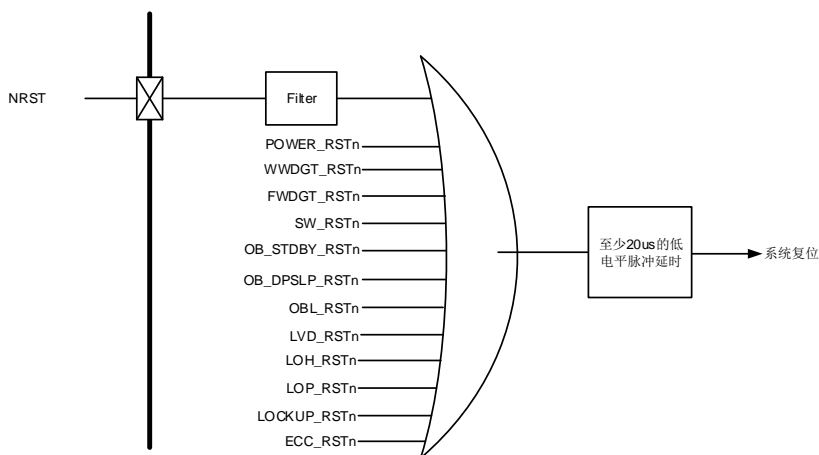 NRST
Filter
POWER_RSTn
WWDGT_RSTn
FWDGT_RSTn
SW_RSTn
OB_STDBY_RSTn
OB_DPSLP_RSTn
OBL_RSTn
LVD_RSTn
LOH_RSTn
LOP_RSTn
LOCKUP_RSTn
ECC_RSTn
至少20us的低
电平脉冲延时
系统复位